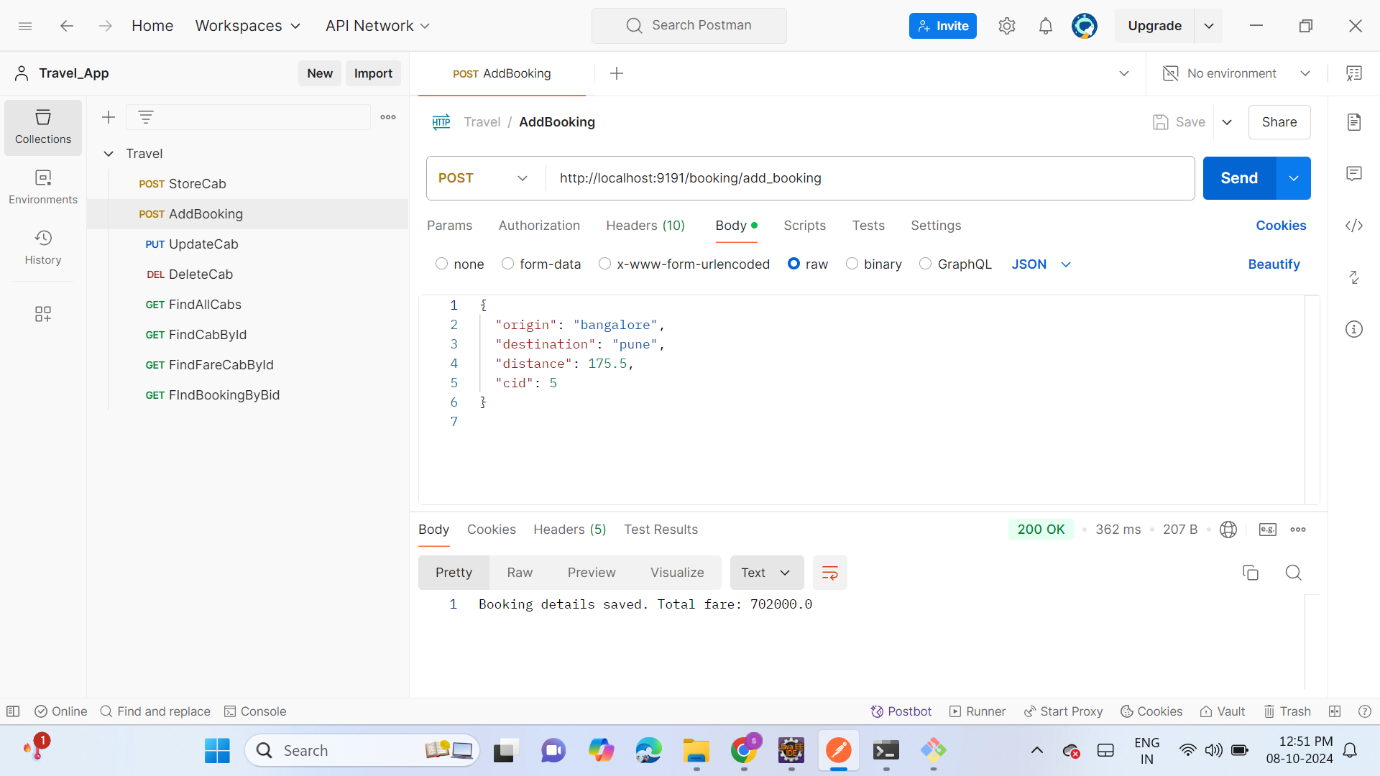 Home Workspaces API Network Search Postman Invite Upgrade
Travel_App New Import POST AddBooking No environment
Collections
Environments
History
Travel
POST StoreCab
POST AddBooking
PUT UpdateCab
DEL DeleteCab
GET FindAllCabs
GET FindCabById
GET FindFareCabById
GET FIndBookingByBid
HTTP Travel / AddBooking Save Share
POST http://localhost:9191/booking/add_booking Send
Params Authorization Headers (10) Body Scripts Tests Settings Cookies
none form-data x-www-form-urlencoded raw binary GraphQL JSON Beautify
1 {
2 "origin": "bangalore",
3 "destination": "pune",
4 "distance": 175.5,
5 "cid": 5
6 }
7
Body Cookies Headers (5) Test Results 200 OK 362 ms 207 B e.g.
Pretty Raw Preview Visualize Text
1 Booking details saved. Total fare: 702000.0
Online Find and replace Console Postbot Runner Start Proxy Cookies Vault Trash
1 Search S Java EE IDE ENG IN 12:51 PM
08-10-2024